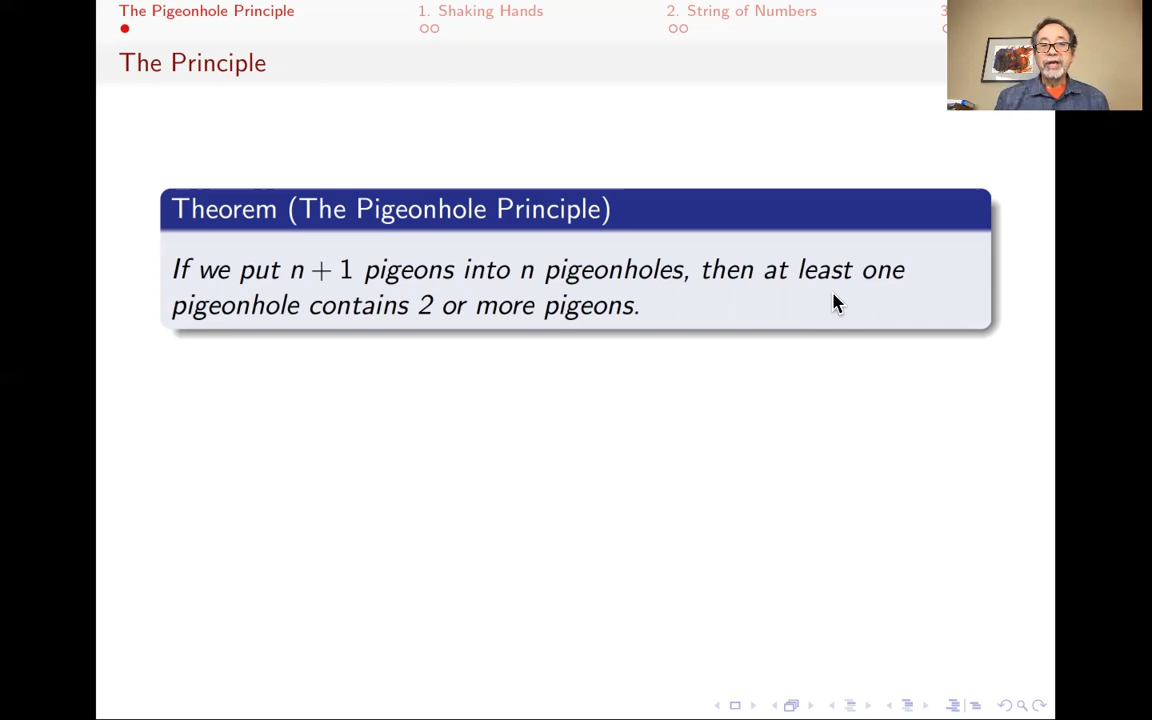 The Pigeonhole Principle
1. Shaking Hands
2. String of Numbers
3
The Principle
Theorem (The Pigeonhole Principle)
If we put n + 1 pigeons into n pigeonholes, then at least one
pigeonhole contains 2 or more pigeons.